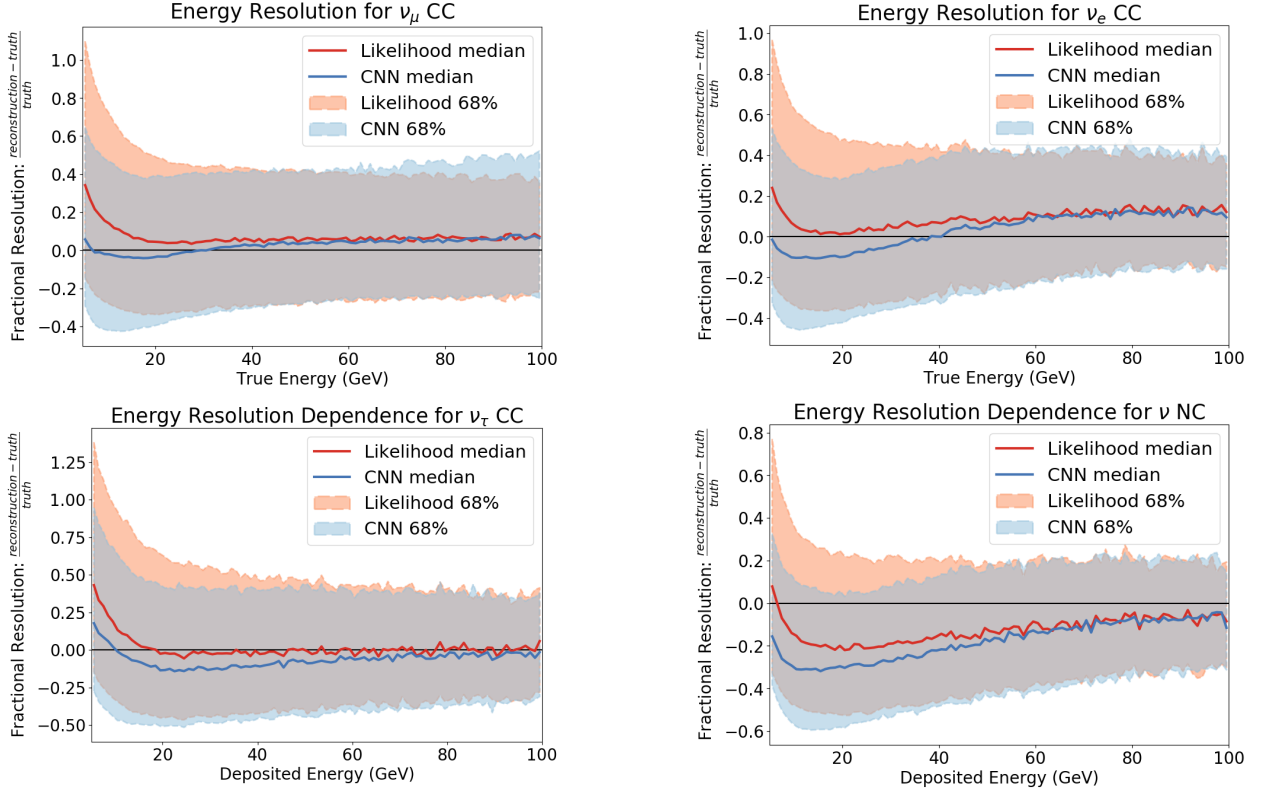 Energy Resolution for ν_μ CC
Fractional Resolution: reconstruction−truth / truth
1.0
0.8
0.6
0.4
0.2
0.0
−0.2
−0.4
Likelihood median
CNN median
Likelihood 68%
CNN 68%
20
40
60
80
100
True Energy (GeV)
Energy Resolution for ν_e CC
Fractional Resolution: reconstruction−truth / truth
1.0
0.8
0.6
0.4
0.2
0.0
−0.2
−0.4
Likelihood median
CNN median
Likelihood 68%
CNN 68%
20
40
60
80
100
True Energy (GeV)
Energy Resolution Dependence for ν_τ CC
Fractional Resolution: reconstruction−truth / truth
1.25
1.00
0.75
0.50
0.25
0.00
−0.25
−0.50
Likelihood median
CNN median
Likelihood 68%
CNN 68%
20
40
60
80
100
Deposited Energy (GeV)
Energy Resolution Dependence for ν NC
Fractional Resolution: reconstruction−truth / truth
0.8
0.6
0.4
0.2
0.0
−0.2
−0.4
−0.6
Likelihood median
CNN median
Likelihood 68%
CNN 68%
20
40
60
80
100
Deposited Energy (GeV)